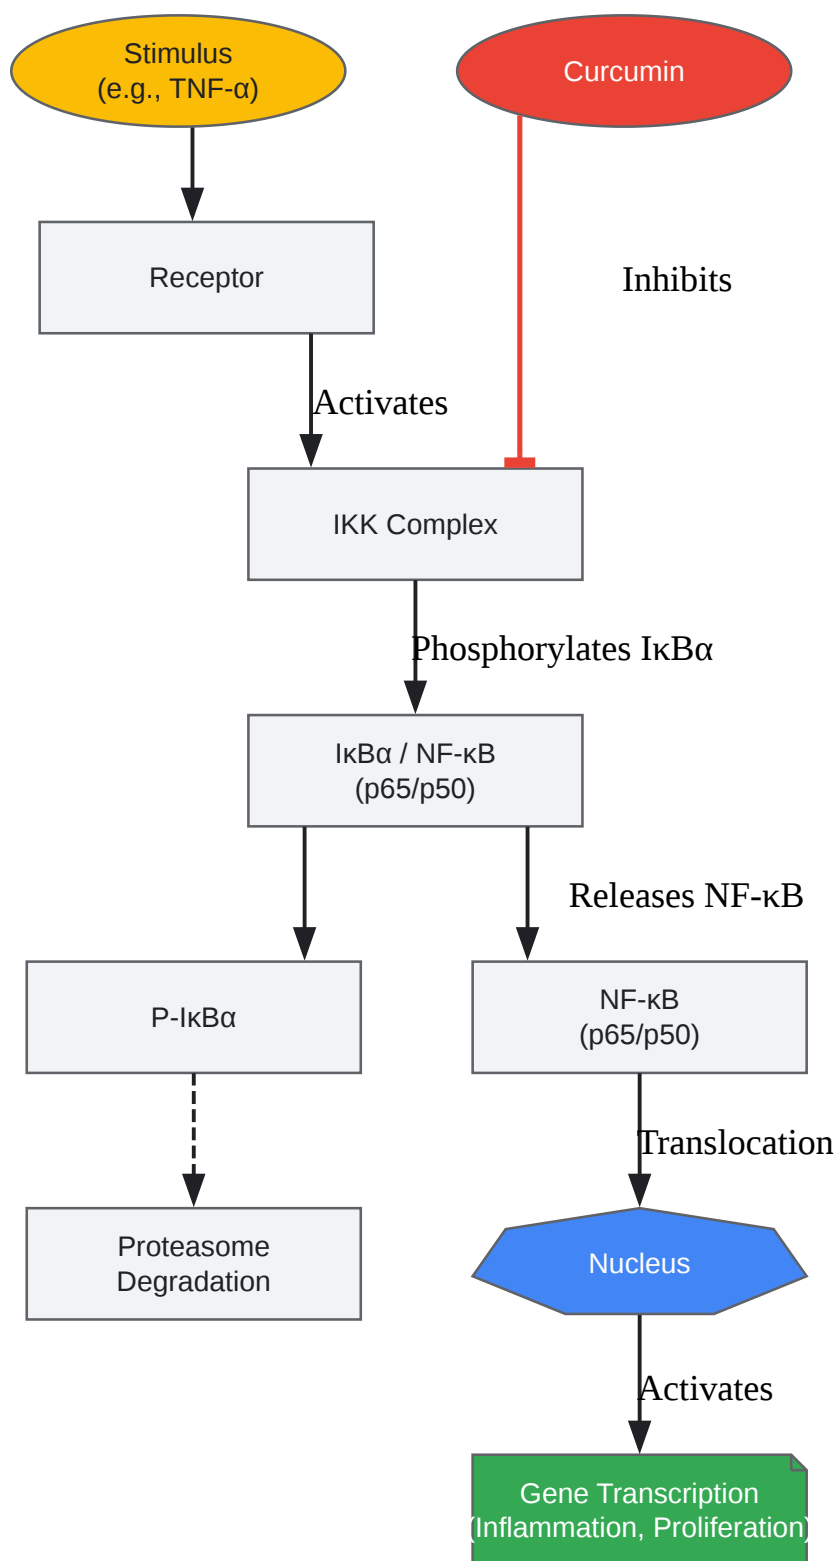 Stimulus
(e.g., TNF-α)
Curcumin
Receptor
Inhibits
Activates
IKK Complex
Phosphorylates IκBα
IκBα / NF-κB
(p65/p50)
Releases NF-κB
P-IκBα
NF-κB
(p65/p50)
Translocation
Proteasome
Degradation
Nucleus
Activates
Gene Transcription
(Inflammation, Proliferation)